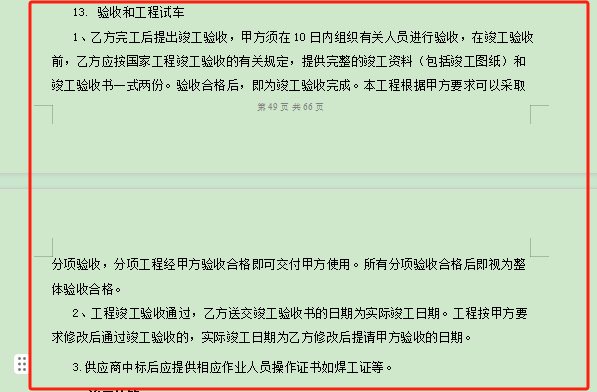 13. 验收和工程试车
1、乙方完工后提出竣工验收，甲方须在 10 日内组织有关人员进行验收，在竣工验收
前，乙方应按国家工程竣工验收的有关规定，提供完整的竣工资料（包括竣工图纸）和
竣工验收书一式两份。验收合格后，即为竣工验收完成。本工程根据甲方要求可以采取
第 49 页 共 66 页
分项验收，分项工程经甲方验收合格即可交付甲方使用。所有分项验收合格后即视为整
体验收合格。
2、工程竣工验收通过，乙方送交竣工验收书的日期为实际竣工日期。工程按甲方要
求修改后通过竣工验收的，实际竣工日期为乙方修改后提请甲方验收的日期。
3. 供应商中标后应提供相应作业人员操作证书如焊工证等。